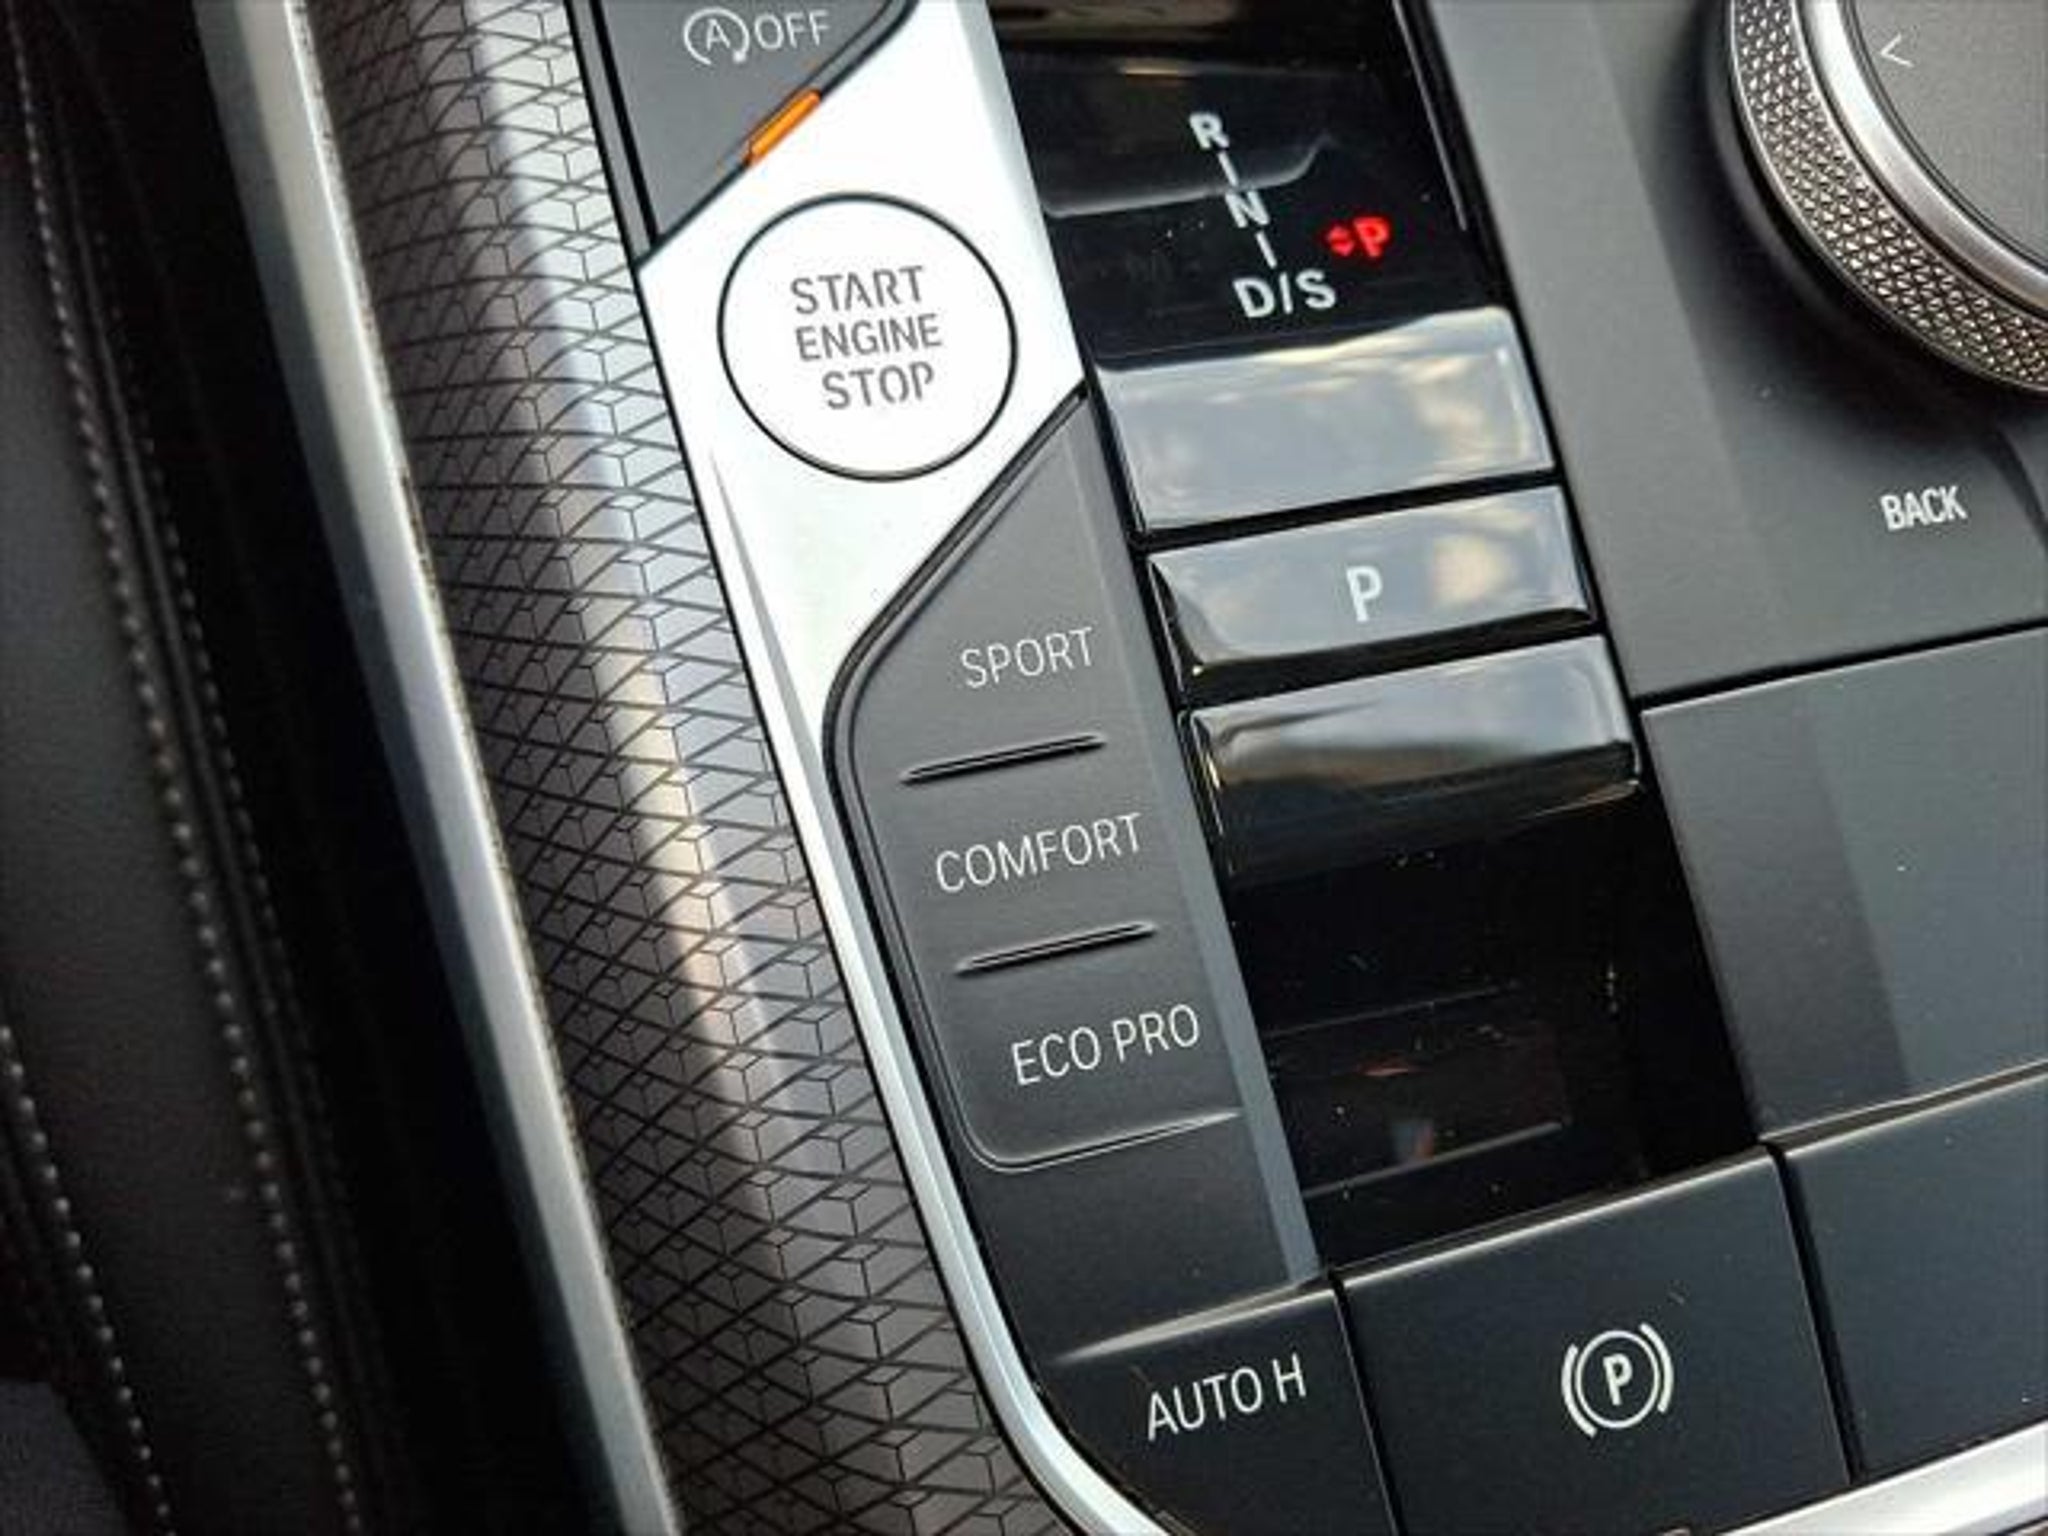 A OFF
START
ENGINE
STOP
R
N
P
D/S
P
BACK
SPORT
COMFORT
ECO PRO
AUTO H
P